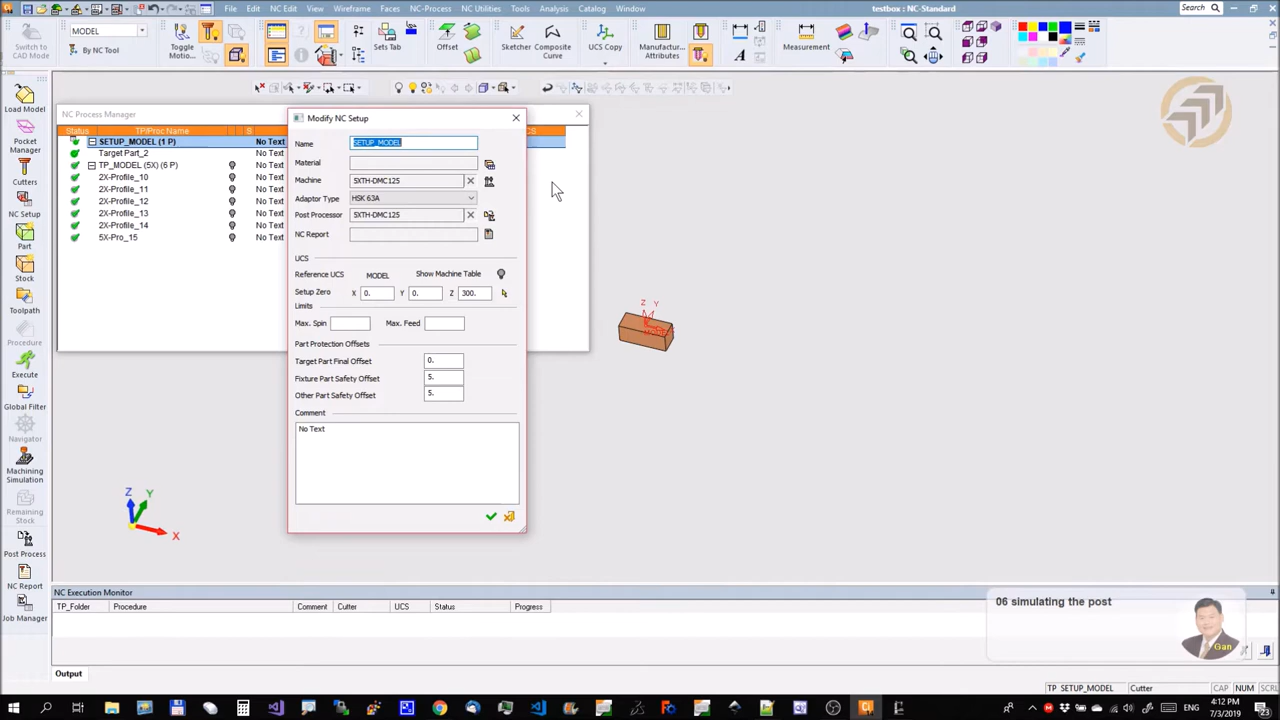 File Edit View Wireframe Faces NC-Process NC Utilities Tools Analysis Catalog Window
testbox : NC-Standard
Search
Switch to
CAD Mode
MODEL
By NC Tool
Toggle
Motion...
Sets Tab
Offset
Sketcher
Composite
Curve
UCS Copy
Manufactur...
Attributes
Measurement
Load Model
Pocket
Manager
Cutters
NC Setup
Part
Stock
Toolpath
Procedure
Execute
Global Filter
Navigator
Machining
Simulation
Remaining
Stock
Post Process
NC Report
Job Manager
NC Process Manager
Status TP/Proc Name S CS
SETUP_MODEL (1 P) No Text
Target Part_2
TP_MODEL (5X) (6 P) No Text
2X-Profile_10 No Text
2X-Profile_11 No Text
2X-Profile_12 No Text
2X-Profile_13 No Text
2X-Profile_14 No Text
5X-Pro_15 No Text
Modify NC Setup
Name SETUP_MODEL
Material
Machine 5XTH-DMC125
Adaptor Type HSK 63A
Post Processor 5XTH-DMC125
NC Report
UCS
Reference UCS MODEL Show Machine Table
Setup Zero X 0. Y 0. Z 300.
Limits
Max. Spin Max. Feed
Part Protection Offsets
Target Part Final Offset 0.
Fixture Part Safety Offset 5.
Other Part Safety Offset 5.
Comment
No Text
Z Y
Z Y
X
NC Execution Monitor
TP_Folder Procedure Comment Cutter UCS Status Progress
06 simulating the post
Gan
Output
TP SETUP_MODEL Cutter CAP NUM SCRL
ENG 4:12 PM
7/3/2019